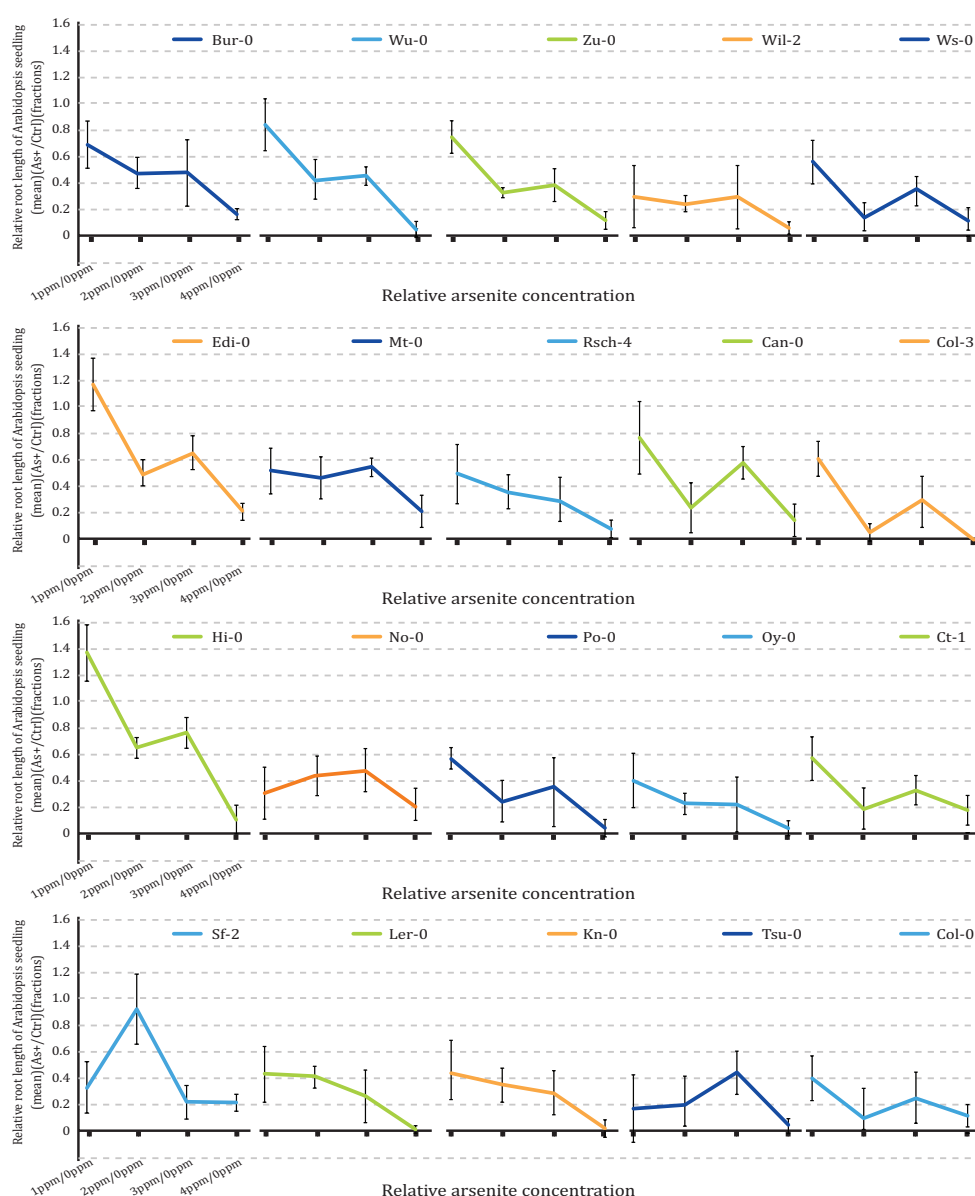 Relative root length of Arabidopsis seedling
(mean)(As+/Ctrl)(fractions)
1.6
1.4
1.2
1.0
0.8
0.6
0.4
0.2
0
Bur-0 Wu-0 Zu-0 Wil-2 Ws-0
1ppm/0ppm 2ppm/0ppm 3ppm/0ppm 4ppm/0ppm
Relative arsenite concentration
Relative root length of Arabidopsis seedling
(mean)(As+/Ctrl)(fractions)
1.6
1.4
1.2
1.0
0.8
0.6
0.4
0.2
0
Edi-0 Mt-0 Rsch-4 Can-0 Col-3
1ppm/0ppm 2ppm/0ppm 3ppm/0ppm 4ppm/0ppm
Relative arsenite concentration
Relative root length of Arabidopsis seedling
(mean)(As+/Ctrl)(fractions)
1.6
1.4
1.2
1.0
0.8
0.6
0.4
0.2
0
Hi-0 No-0 Po-0 Oy-0 Ct-1
1ppm/0ppm 2ppm/0ppm 3ppm/0ppm 4ppm/0ppm
Relative arsenite concentration
Relative root length of Arabidopsis seedling
(mean)(As+/Ctrl)(fractions)
1.6
1.4
1.2
1.0
0.8
0.6
0.4
0.2
0
Sf-2 Ler-0 Kn-0 Tsu-0 Col-0
1ppm/0ppm 2ppm/0ppm 3ppm/0ppm 4ppm/0ppm
Relative arsenite concentration